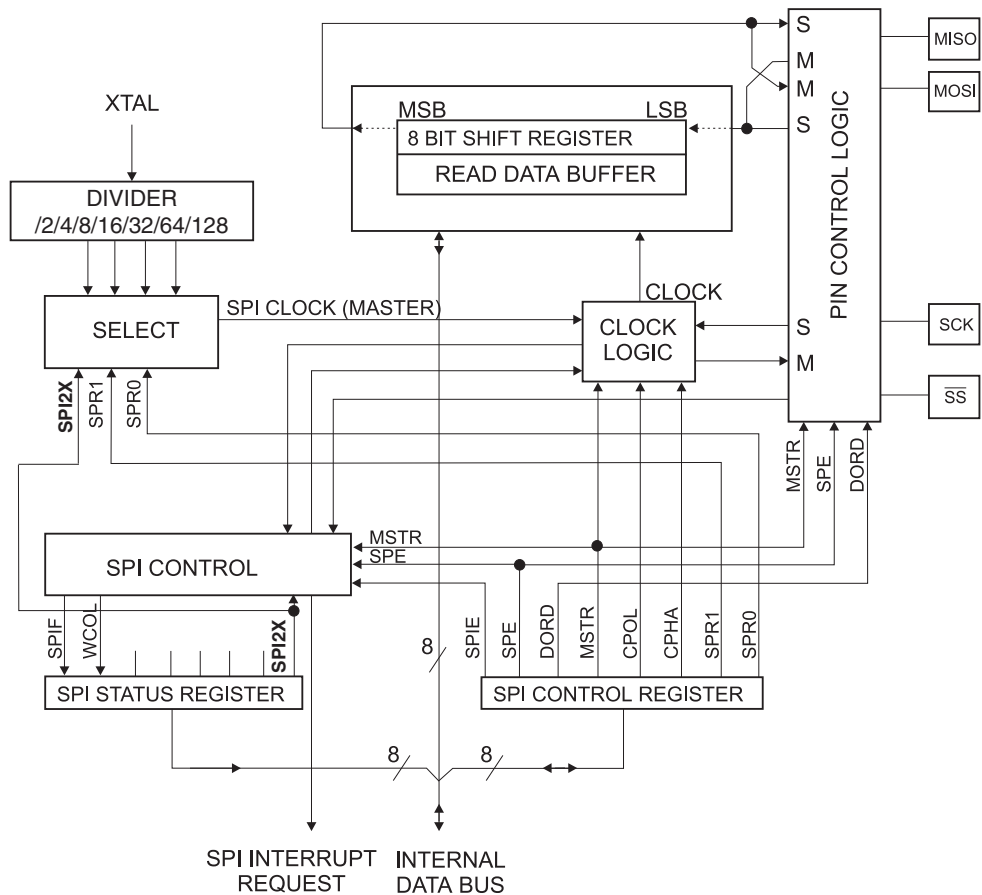 XTAL
DIVIDER
/2/4/8/16/32/64/128
SELECT
SPI2X
SPR1
SPR0
SPI CLOCK (MASTER)
MSB
LSB
8 BIT SHIFT REGISTER
READ DATA BUFFER
CLOCK
CLOCK
LOGIC
S
M
M
S
S
M
PIN CONTROL LOGIC
MISO
MOSI
SCK
SS
MSTR
SPE
DORD
SPI CONTROL
MSTR
SPE
SPIF
WCOL
SPI2X
SPI STATUS REGISTER
8
SPIE
SPE
DORD
MSTR
CPOL
CPHA
SPR1
SPR0
SPI CONTROL REGISTER
8
8
SPI INTERRUPT
REQUEST
INTERNAL
DATA BUS